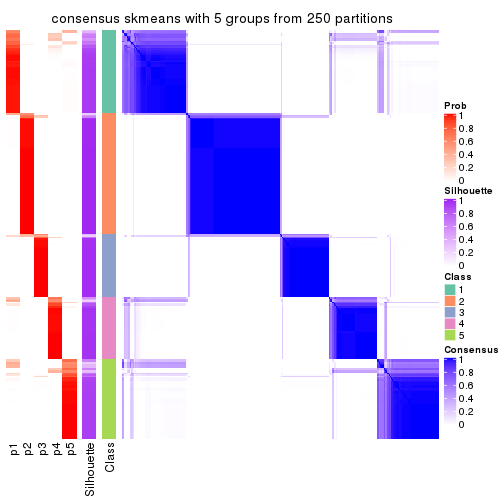 consensus skmeans with 5 groups from 250 partitions
Prob
1
0.8
0.6
0.4
0.2
0
Silhouette
1
0.8
0.6
0.4
0.2
0
Class
1
2
3
4
5
Consensus
1
0.8
0.6
0.4
0.2
0
p1
p2
p3
p4
p5
Silhouette
Class